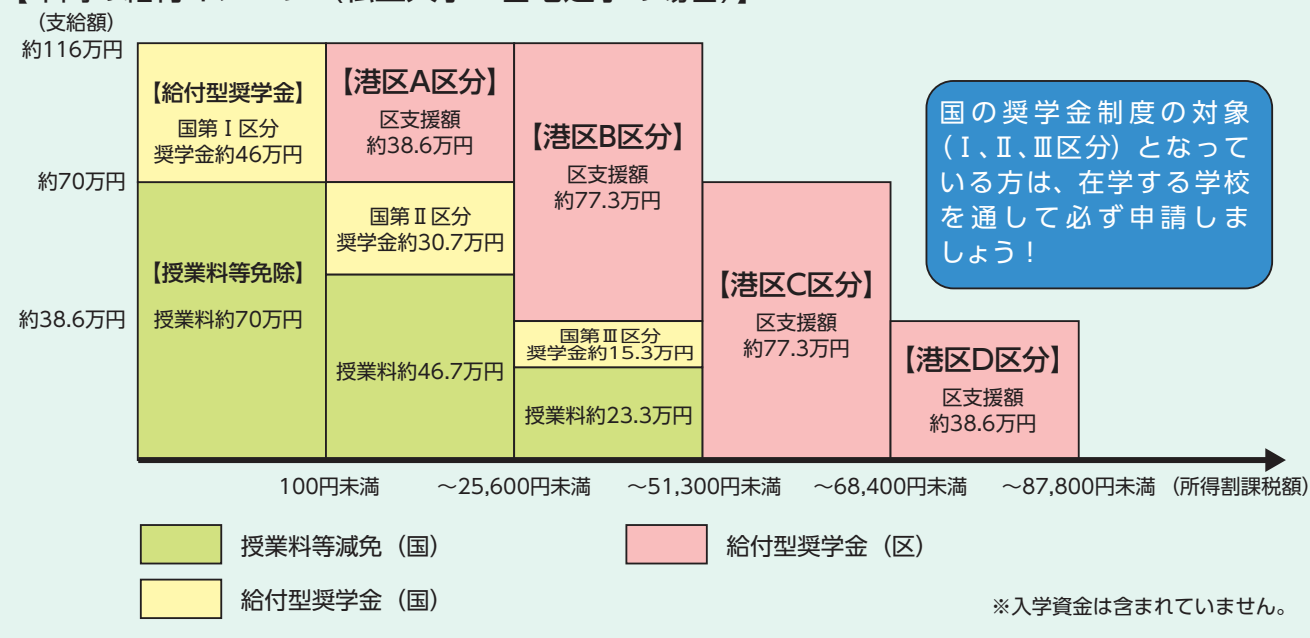 （支給額）
約116万円
約70万円
約38.6万円
【給付型奨学金】
国第Ⅰ区分
奨学金約46万円
【授業料等免除】
授業料約70万円
【港区A区分】
区支援額
約38.6万円
国第Ⅱ区分
奨学金約30.7万円
授業料約46.7万円
【港区B区分】
区支援額
約77.3万円
国第Ⅲ区分
奨学金約15.3万円
授業料約23.3万円
【港区C区分】
区支援額
約77.3万円
【港区D区分】
区支援額
約38.6万円
国の奨学金制度の対象
（Ⅰ、Ⅱ、Ⅲ区分）となって
いる方は、在学する学校
を通して必ず申請しま
しょう！
100円未満 ～25,600円未満 ～51,300円未満 ～68,400円未満 ～87,800円未満 （所得割課税額）
授業料等減免（国）
給付型奨学金（区）
給付型奨学金（国）
※入学資金は含まれていません。